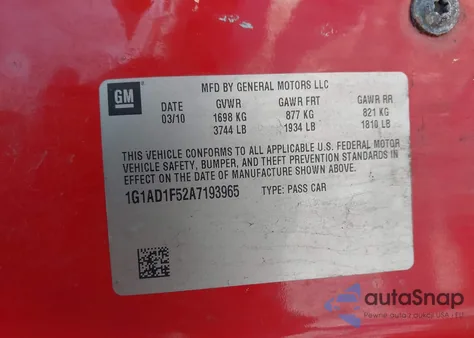 GM
MFD BY GENERAL MOTORS LLC
DATE GVWR GAWR FRT GAWR RR
03/10 1698 KG 877 KG 821 KG
3744 LB 1934 LB 1810 LB
THIS VEHICLE CONFORMS TO ALL APPLICABLE U.S. FEDERAL MOTOR
VEHICLE SAFETY, BUMPER, AND THEFT PREVENTION STANDARDS IN
EFFECT ON THE DATE OF MANUFACTURE SHOWN ABOVE.
1G1AD1F52A7193965 TYPE: PASS CAR
autoSnap